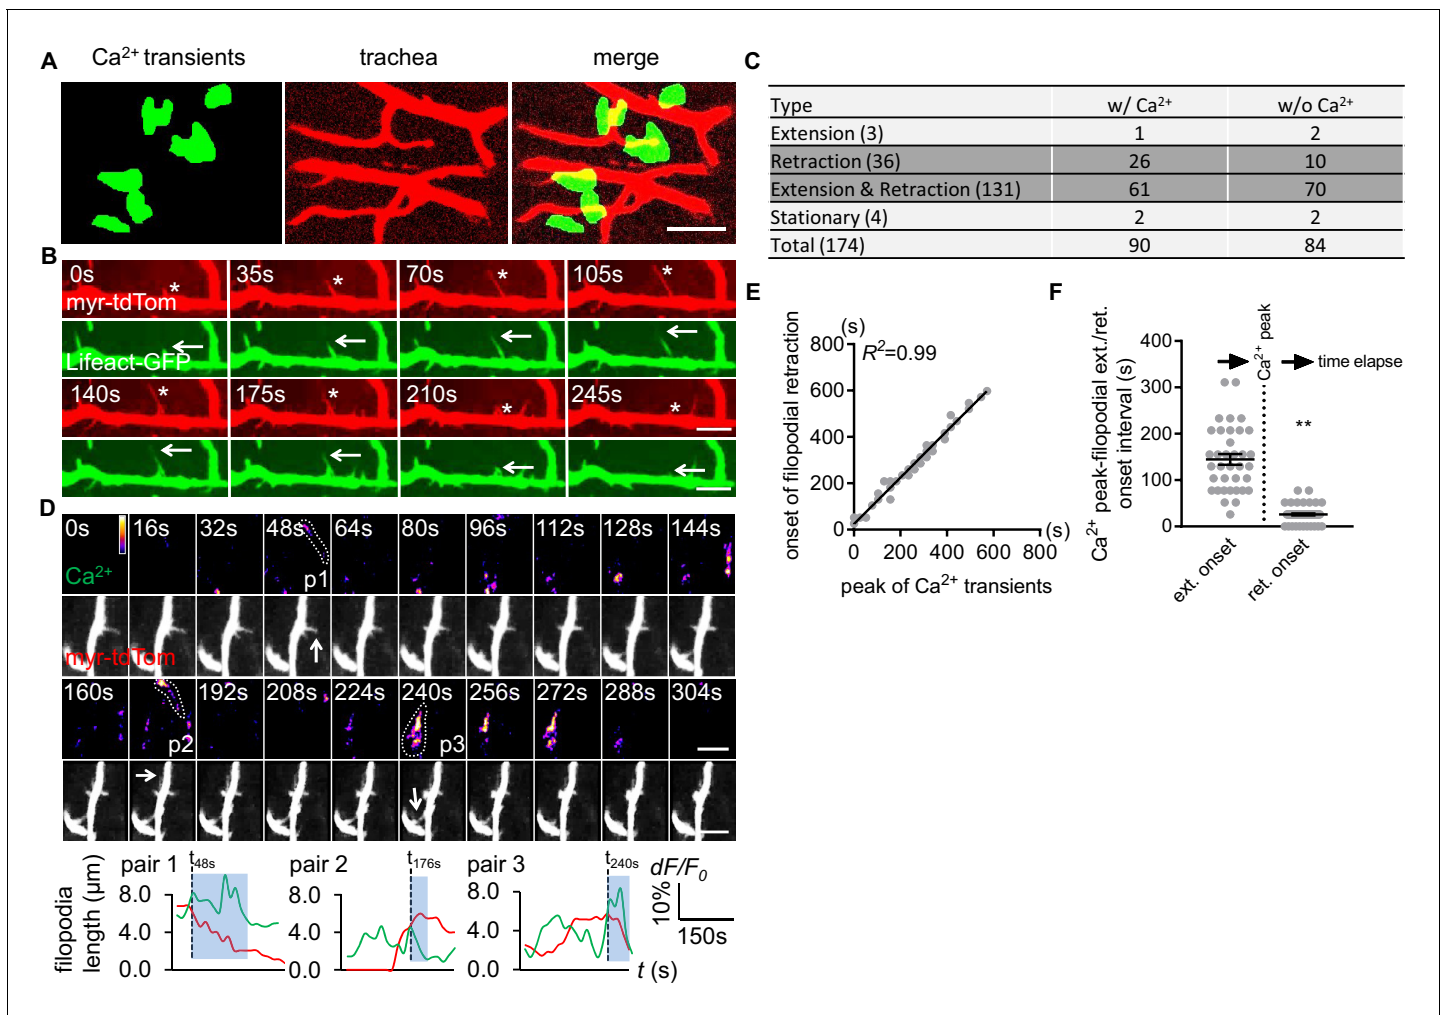 A
Ca2+ transients
trachea
merge
B
0s
35s
70s
105s
myr-tdTom
Lifeact-GFP
140s
175s
210s
245s
C
Type w/ Ca2+ w/o Ca2+
Extension (3) 1 2
Retraction (36) 26 10
Extension & Retraction (131) 61 70
Stationary (4) 2 2
Total (174) 90 84
D
0s 16s 32s 48s 64s 80s 96s 112s 128s 144s
Ca2+
p1
myr-tdTom
160s 192s 208s 224s 240s 256s 272s 288s 304s
p2
p3
pair 1
t48s
pair 2
t176s
pair 3
t240s
dF/F0
10%
150s
filopodia
length (μm)
8.0
4.0
0.0
8.0
4.0
0.0
8.0
4.0
0.0
t (s)
E
onset of filopodial retraction
(s)
800
600
400
200
0
R2=0.99
(s)
0 200 400 600 800
peak of Ca2+ transients
F
Ca2+ peak-filopodial ext./ret.
onset interval (s)
400
300
200
100
0
Ca2+ peak
time elapse
**
ext. onset
ret. onset